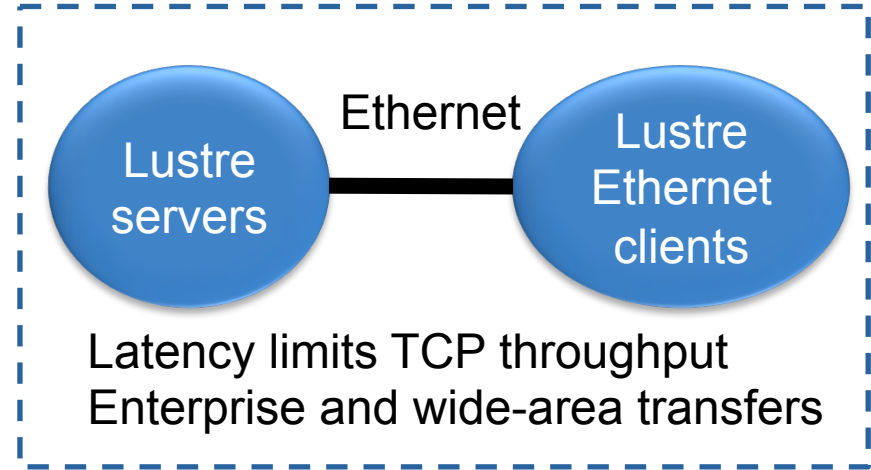 Ethernet
Lustre
servers
Lustre
Ethernet
clients
Latency limits TCP throughput
Enterprise and wide-area transfers